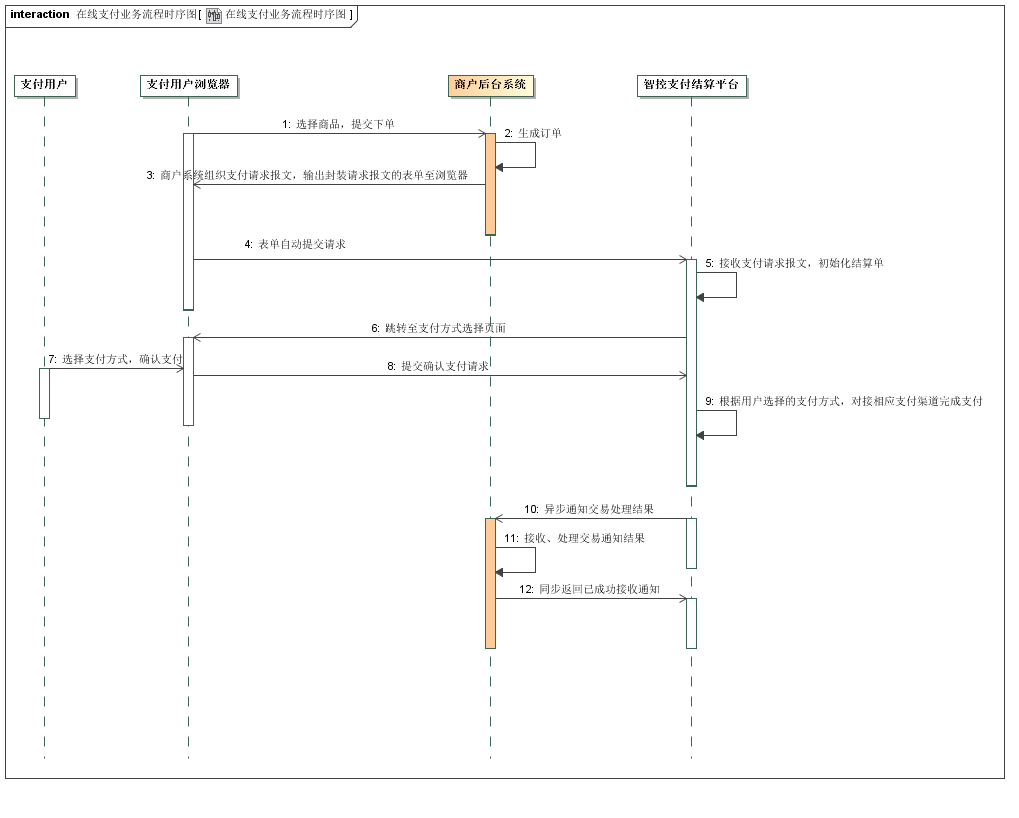 interaction 在线支付业务流程时序图[ 在线支付业务流程时序图 ]
支付用户
支付用户浏览器
商户后台系统
智控支付结算平台
1: 选择商品，提交下单
2: 生成订单
3: 商户系统组织支付请求报文，输出封装请求报文的表单至浏览器
4: 表单自动提交请求
5: 接收支付请求报文，初始化结算单
6: 跳转至支付方式选择页面
7: 选择支付方式，确认支付
8: 提交确认支付请求
9: 根据用户选择的支付方式，对接相应支付渠道完成支付
10: 异步通知交易处理结果
11: 接收、处理交易通知结果
12: 同步返回已成功接收通知